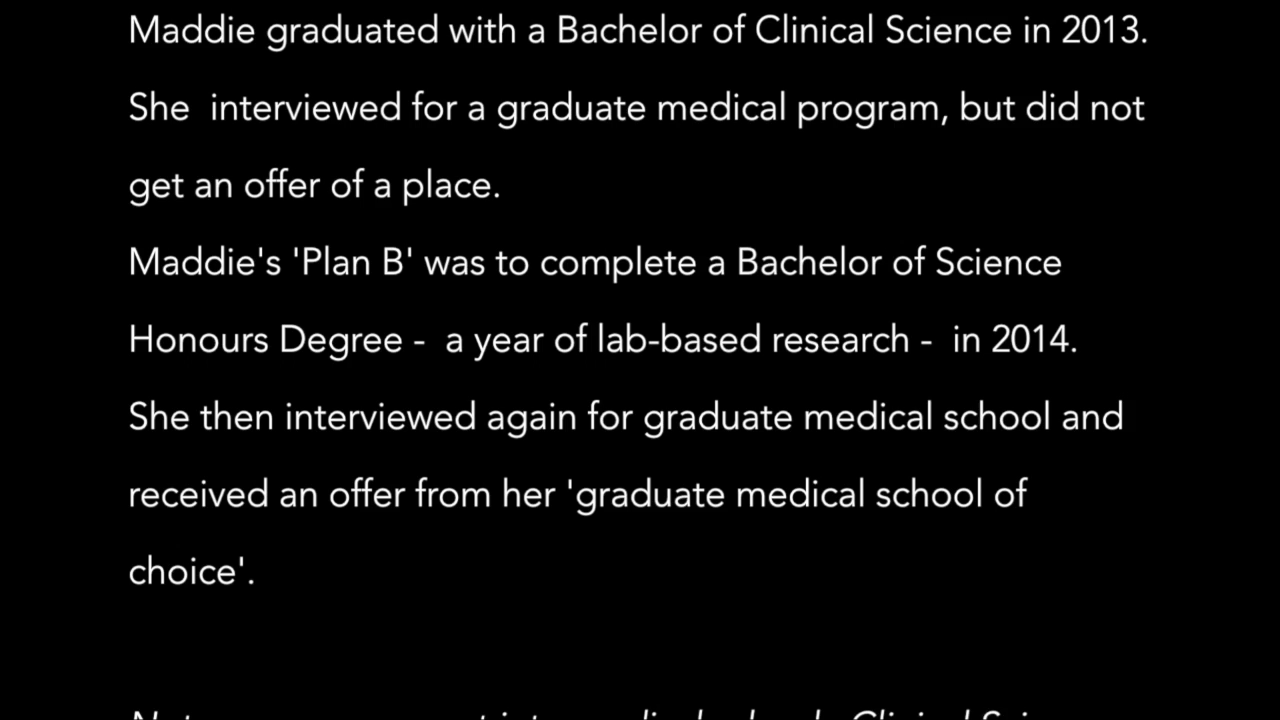 Maddie graduated with a Bachelor of Clinical Science in 2013.
She  interviewed for a graduate medical program, but did not
get an offer of a place.
Maddie's 'Plan B' was to complete a Bachelor of Science
Honours Degree -  a year of lab-based research -  in 2014.
She then interviewed again for graduate medical school and
received an offer from her 'graduate medical school of
choice'.